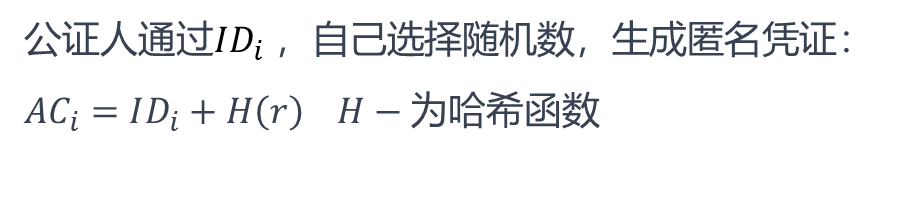 公证人通过𝐼𝐷ᵢ ，自己选择随机数，生成匿名凭证：
𝐴𝐶ᵢ = 𝐼𝐷ᵢ + 𝐻(𝑟) 𝐻 − 为哈希函数